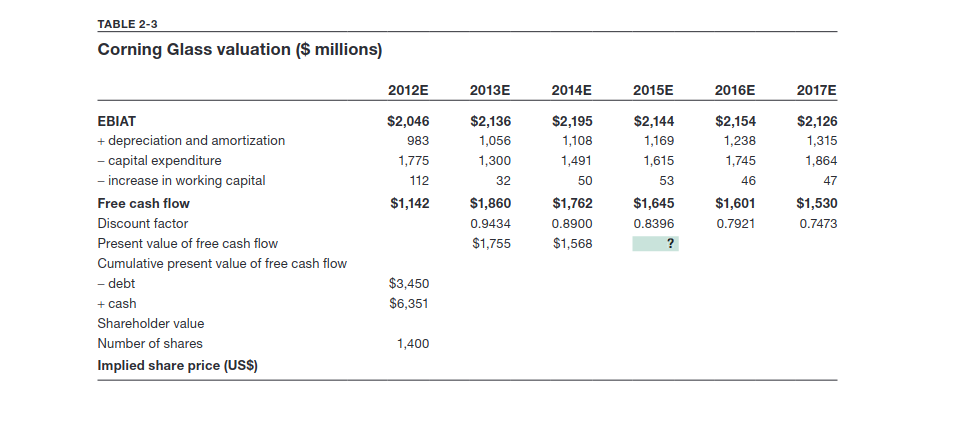 TABLE 2-3
Corning Glass valuation ($ millions)
2012E 2013E 2014E 2015E 2016E 2017E
EBIAT $2,046 $2,136 $2,195 $2,144 $2,154 $2,126
+ depreciation and amortization 983 1,056 1,108 1,169 1,238 1,315
– capital expenditure 1,775 1,300 1,491 1,615 1,745 1,864
– increase in working capital 112 32 50 53 46 47
Free cash flow $1,142 $1,860 $1,762 $1,645 $1,601 $1,530
Discount factor 0.9434 0.8900 0.8396 0.7921 0.7473
Present value of free cash flow $1,755 $1,568 ?
Cumulative present value of free cash flow
– debt $3,450
+ cash $6,351
Shareholder value
Number of shares 1,400
Implied share price (US$)